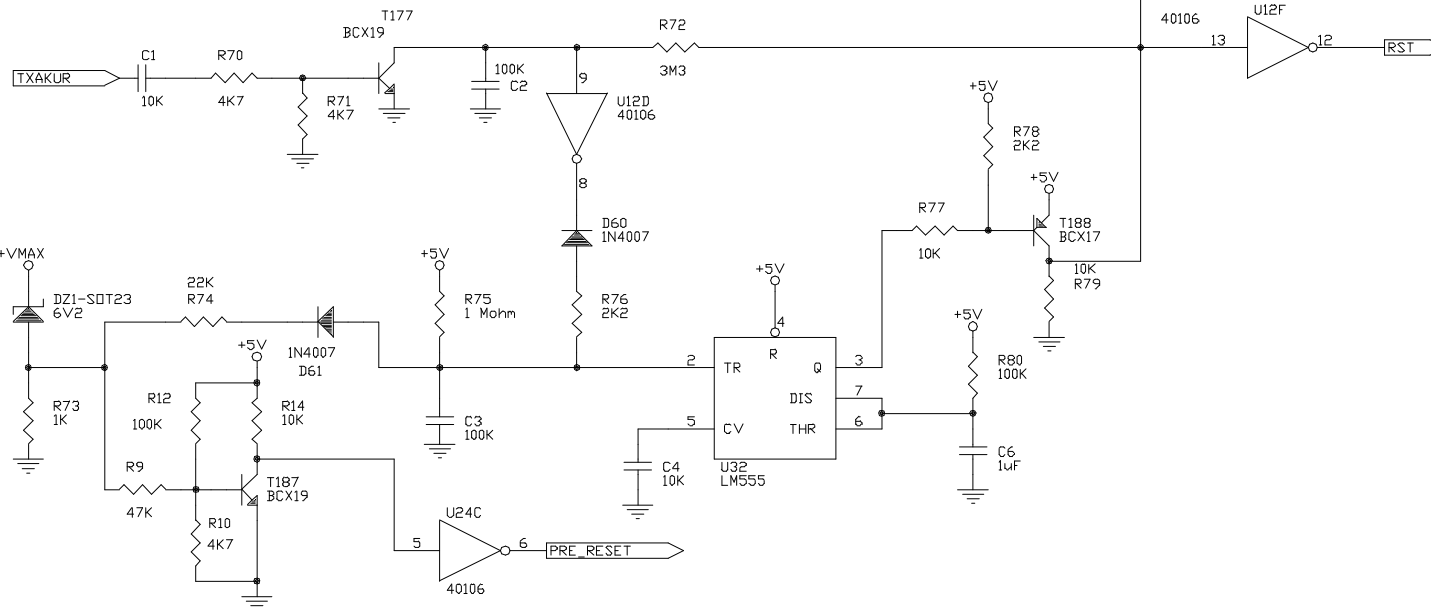 T177
BCX19
C1
10K
R70
4K7
R71
4K7
TXAKUR
100K
C2
9
U12D
40106
8
R72
3M3
40106
U12F
13
12
RST
+5V
R78
2K2
+5V
T188
BCX17
R77
10K
10K
R79
D60
1N4007
+VMAX
DZ1-SOT23
6V2
22K
R74
1N4007
D61
+5V
R75
1 Mohm
R76
2K2
+5V
4
R
2
TR
Q
3
DIS
7
THR
6
5
CV
U32
LM555
+5V
R80
100K
C6
1uF
C4
10K
C3
100K
R73
1K
+5V
R12
100K
R14
10K
R9
47K
T187
BCX19
R10
4K7
U24C
5
6
40106
PRE_RESET